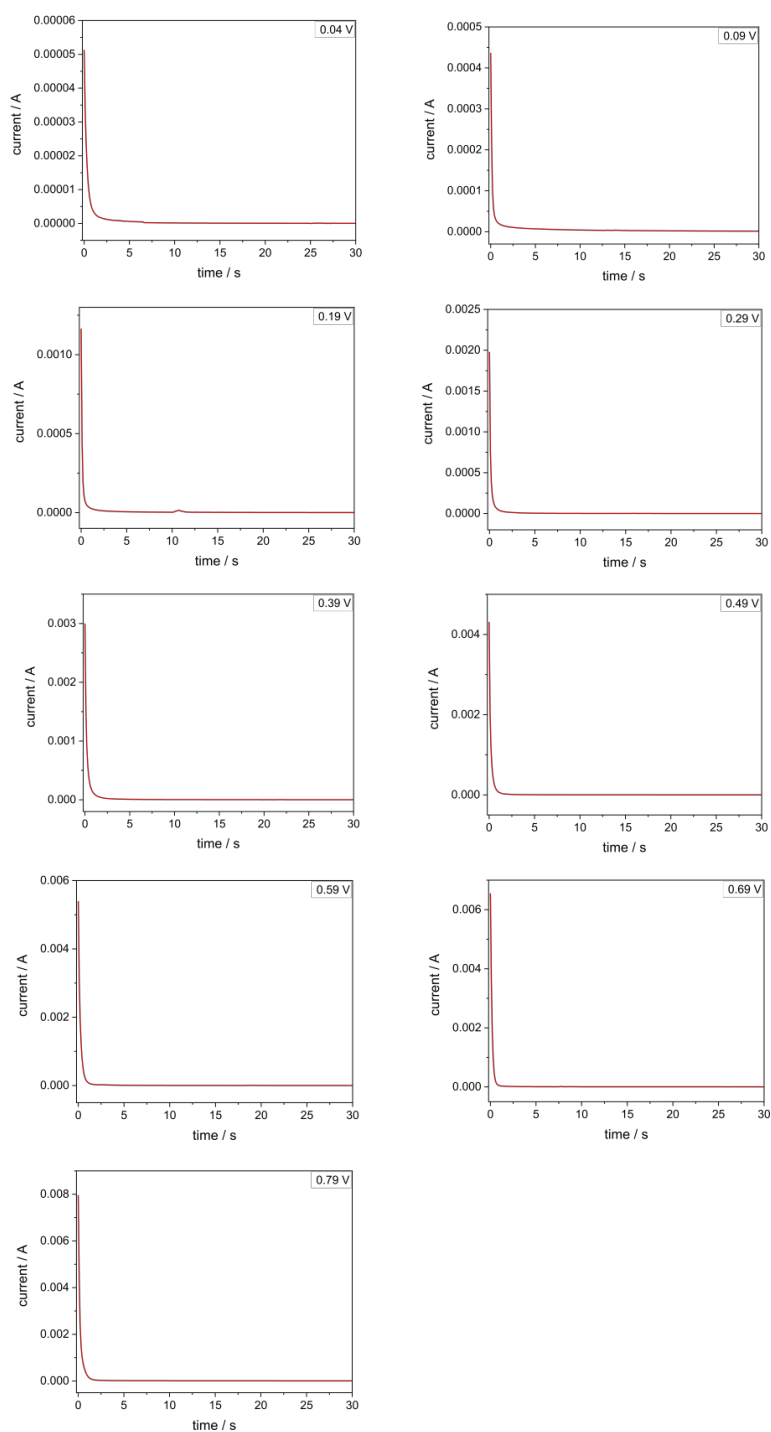 0.04 V
0.00006
0.00005
0.00004
0.00003
0.00002
0.00001
0.00000
current / A
0 5 10 15 20 25 30
time / s
0.09 V
0.0005
0.0004
0.0003
0.0002
0.0001
0.0000
current / A
0 5 10 15 20 25 30
time / s
0.19 V
0.0010
0.0005
0.0000
current / A
0 5 10 15 20 25 30
time / s
0.29 V
0.0025
0.0020
0.0015
0.0010
0.0005
0.0000
current / A
0 5 10 15 20 25 30
time / s
0.39 V
0.003
0.002
0.001
0.000
current / A
0 5 10 15 20 25 30
time / s
0.49 V
0.004
0.002
0.000
current / A
0 5 10 15 20 25 30
time / s
0.59 V
0.006
0.004
0.002
0.000
current / A
0 5 10 15 20 25 30
time / s
0.69 V
0.006
0.004
0.002
0.000
current / A
0 5 10 15 20 25 30
time / s
0.79 V
0.008
0.006
0.004
0.002
0.000
current / A
0 5 10 15 20 25 30
time / s